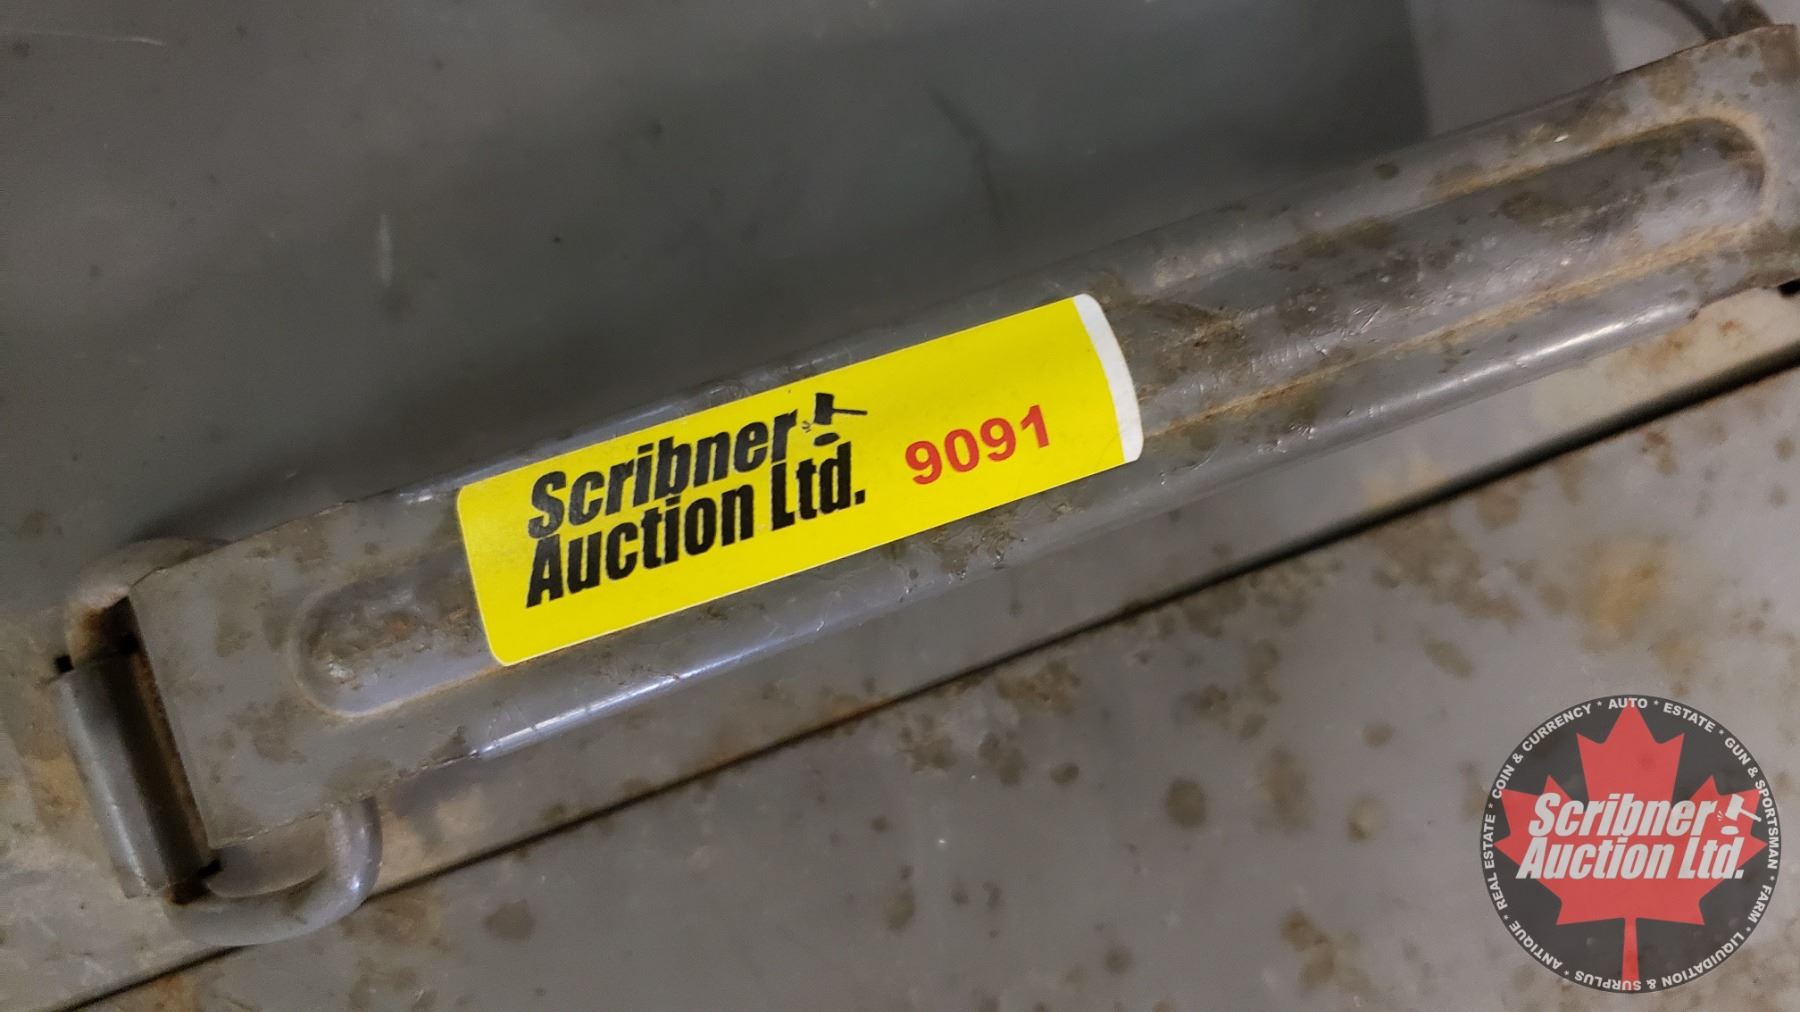 Scribner
Auction Ltd.
9091
COIN & CURRENCY * AUTO * ESTATE * GUN & SPORTSMAN * FARM * LIQUIDATION & SURPLUS * ANTIQUE * REAL ESTATE *
Scribner
Auction Ltd.